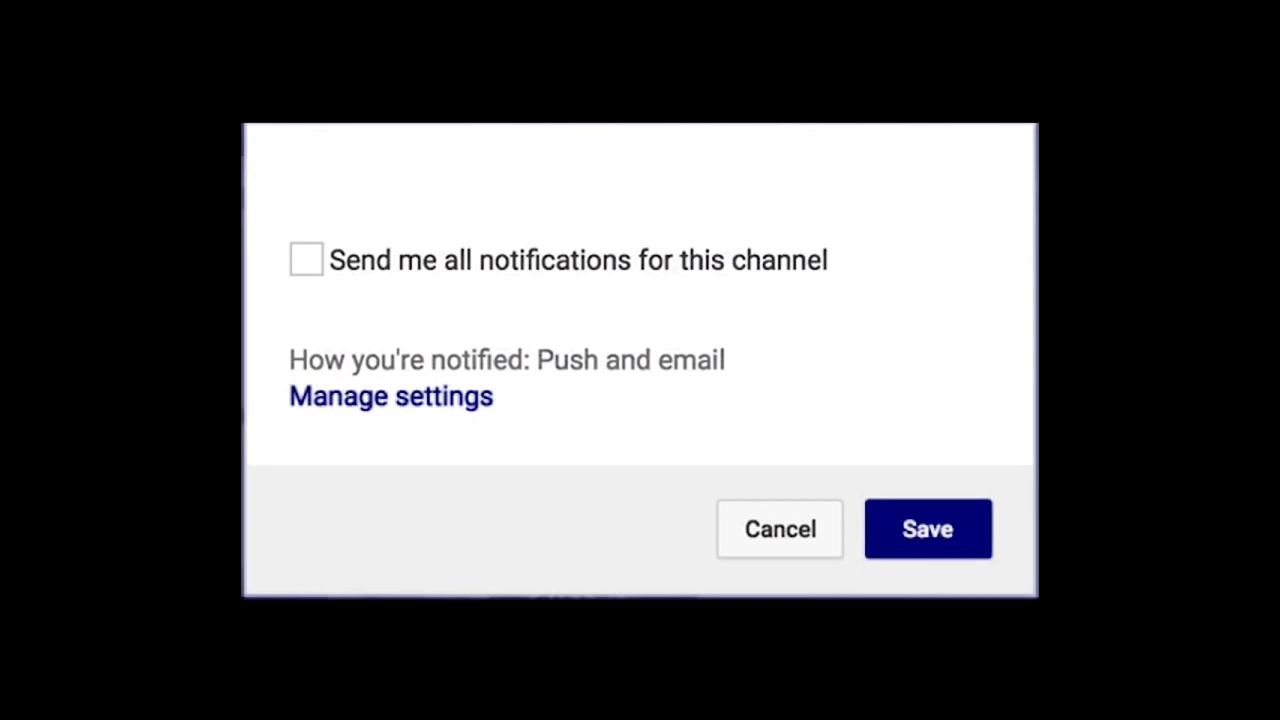 Send me all notifications for this channel
How you're notified: Push and email
Manage settings
Cancel
Save